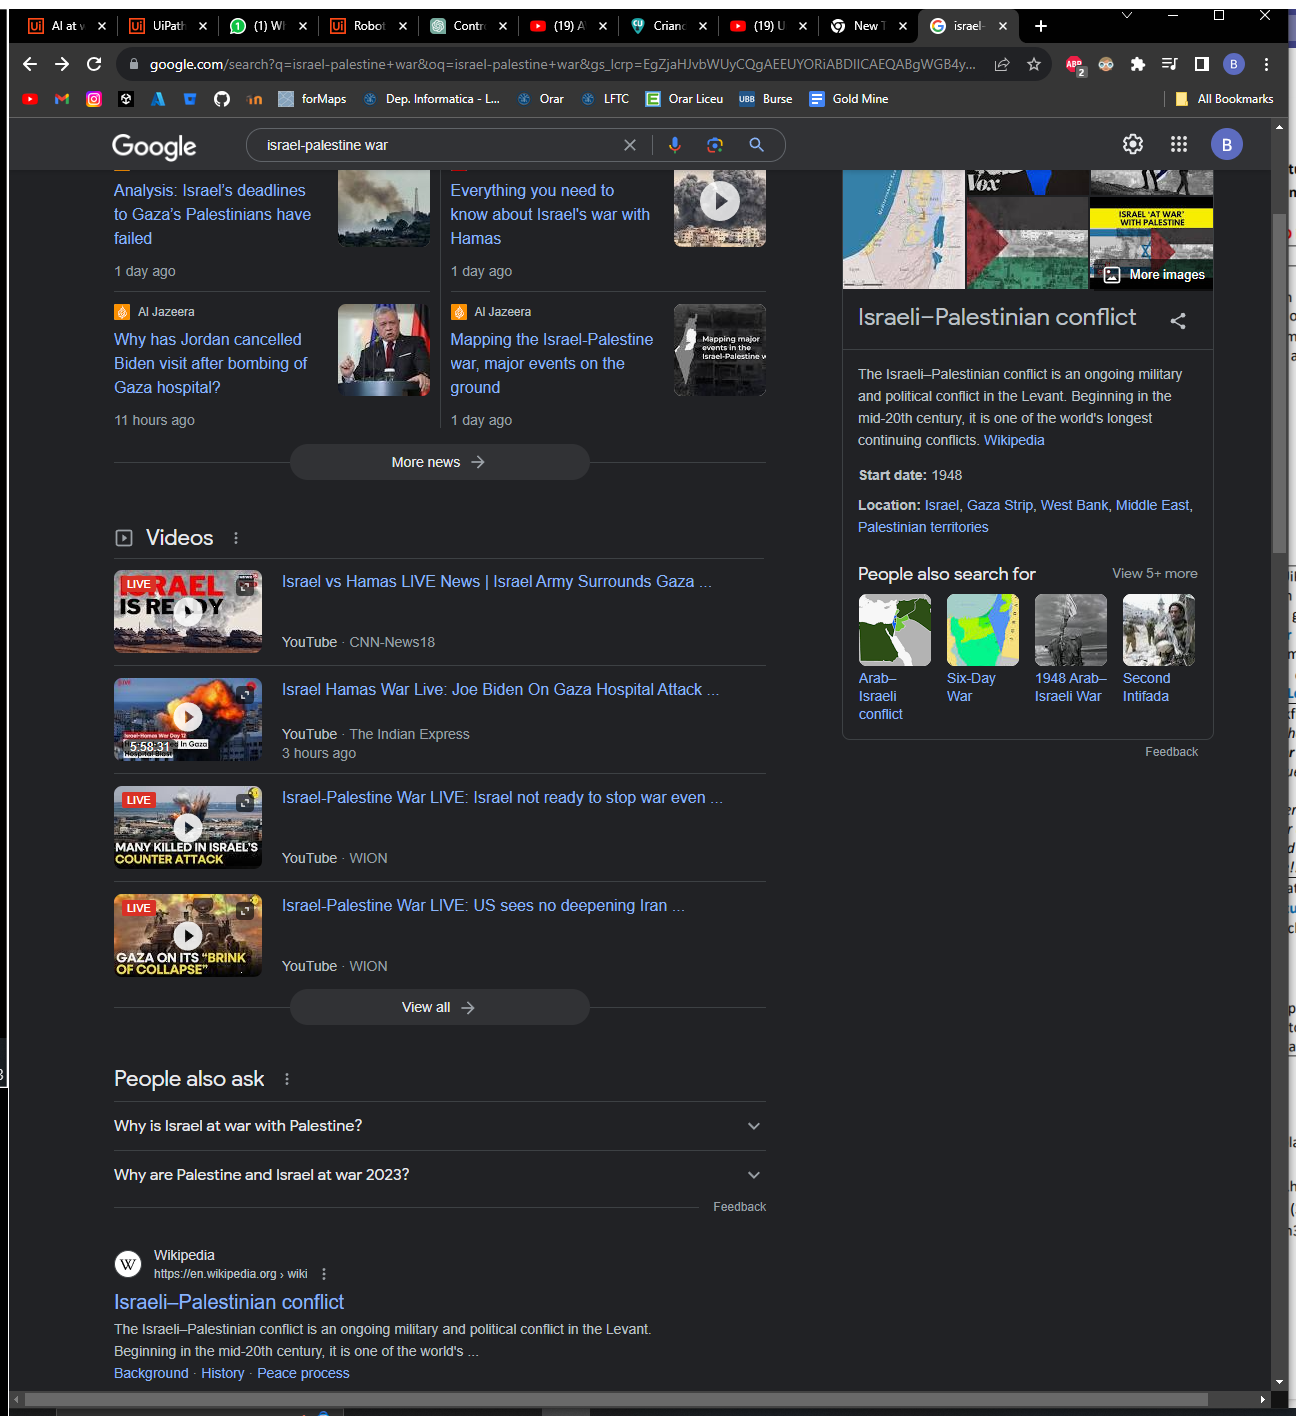 AI at v
UiPath
(1) W
Robot
Contr
(19) A
Crianc
(19) U
New T
israel-
google.com/search?q=israel-palestine+war&oq=israel-palestine+war&gs_lcrp=EgZjaHJvbWUyCQgAEEUYORiABDIICAEQABgWGB4y...
ABP
2
B
forMaps
Dep. Informatica - L...
Orar
LFTC
Orar Liceu
UBB
Burse
Gold Mine
All Bookmarks
Google
israel-palestine war
B
Analysis: Israel's deadlines
to Gaza's Palestinians have
failed
1 day ago
Everything you need to
know about Israel's war with
Hamas
1 day ago
Al Jazeera
Why has Jordan cancelled
Biden visit after bombing of
Gaza hospital?
11 hours ago
Al Jazeera
Mapping the Israel-Palestine
war, major events on the
ground
1 day ago
Mapping major
events in the
Israel-Palestine w
More news
Videos
LIVE
ISRAEL
IS READY
Israel vs Hamas LIVE News | Israel Army Surrounds Gaza ...
YouTube · CNN-News18
5:58:31
In Gaza
Israel Hamas War Live: Joe Biden On Gaza Hospital Attack ...
YouTube · The Indian Express
3 hours ago
LIVE
MANY KILLED IN ISRAEL'S
COUNTER ATTACK
Israel-Palestine War LIVE: Israel not ready to stop war even ...
YouTube · WION
LIVE
GAZA ON ITS "BRINK
OF COLLAPSE"
Israel-Palestine War LIVE: US sees no deepening Iran ...
YouTube · WION
View all
People also ask
Why is Israel at war with Palestine?
Why are Palestine and Israel at war 2023?
Feedback
Wikipedia
https://en.wikipedia.org › wiki
Israeli–Palestinian conflict
The Israeli–Palestinian conflict is an ongoing military and political conflict in the Levant.
Beginning in the mid-20th century, it is one of the world's ...
Background · History · Peace process
Vox
ISRAEL 'AT WAR'
WITH PALESTINE
More images
Israeli–Palestinian conflict
The Israeli–Palestinian conflict is an ongoing military
and political conflict in the Levant. Beginning in the
mid-20th century, it is one of the world's longest
continuing conflicts. Wikipedia
Start date: 1948
Location: Israel, Gaza Strip, West Bank, Middle East,
Palestinian territories
People also search for
View 5+ more
Arab–
Israeli
conflict
Six-Day
War
1948 Arab–
Israeli War
Second
Intifada
Feedback